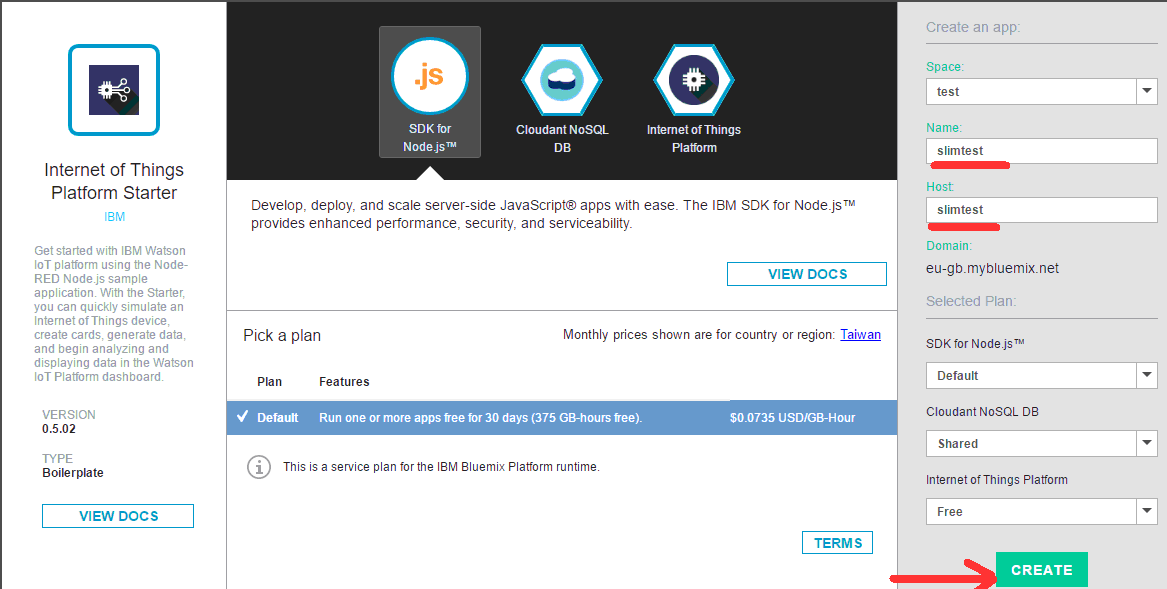 Internet of Things
Platform Starter
IBM
Get started with IBM Watson
IoT platform using the Node-
RED Node.js sample
application. With the Starter,
you can quickly simulate an
Internet of Things device,
create cards, generate data,
and begin analyzing and
displaying data in the Watson
IoT Platform dashboard.
VERSION
0.5.02
TYPE
Boilerplate
VIEW DOCS
.js
SDK for
Node.js™
Cloudant NoSQL
DB
Internet of Things
Platform
Develop, deploy, and scale server-side JavaScript® apps with ease. The IBM SDK for Node.js™
provides enhanced performance, security, and serviceability.
VIEW DOCS
Pick a plan
Monthly prices shown are for country or region: Taiwan
Plan Features
Default Run one or more apps free for 30 days (375 GB-hours free). $0.0735 USD/GB-Hour
This is a service plan for the IBM Bluemix Platform runtime.
TERMS
Create an app:
Space:
test
Name:
slimtest
Host:
slimtest
Domain:
eu-gb.mybluemix.net
Selected Plan:
SDK for Node.js™
Default
Cloudant NoSQL DB
Shared
Internet of Things Platform
Free
CREATE